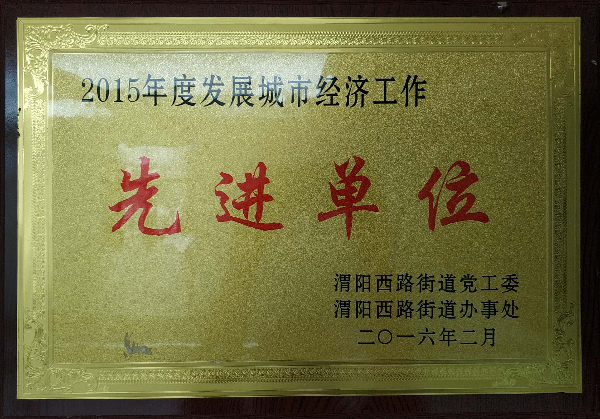 2015年度发展城市经济工作
先进单位
渭阳西路街道党工委
渭阳西路街道办事处
二〇一六年二月